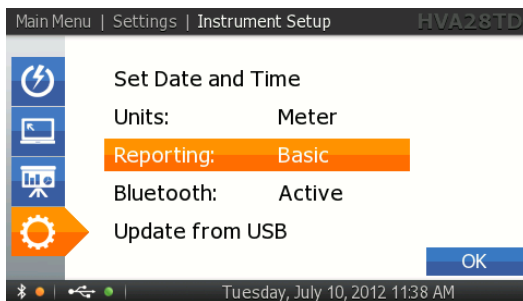 Main Menu | Settings | Instrument Setup HVA28TD
Set Date and Time
Units: Meter
Reporting: Basic
Bluetooth: Active
Update from USB
OK
Tuesday, July 10, 2012 11:38 AM